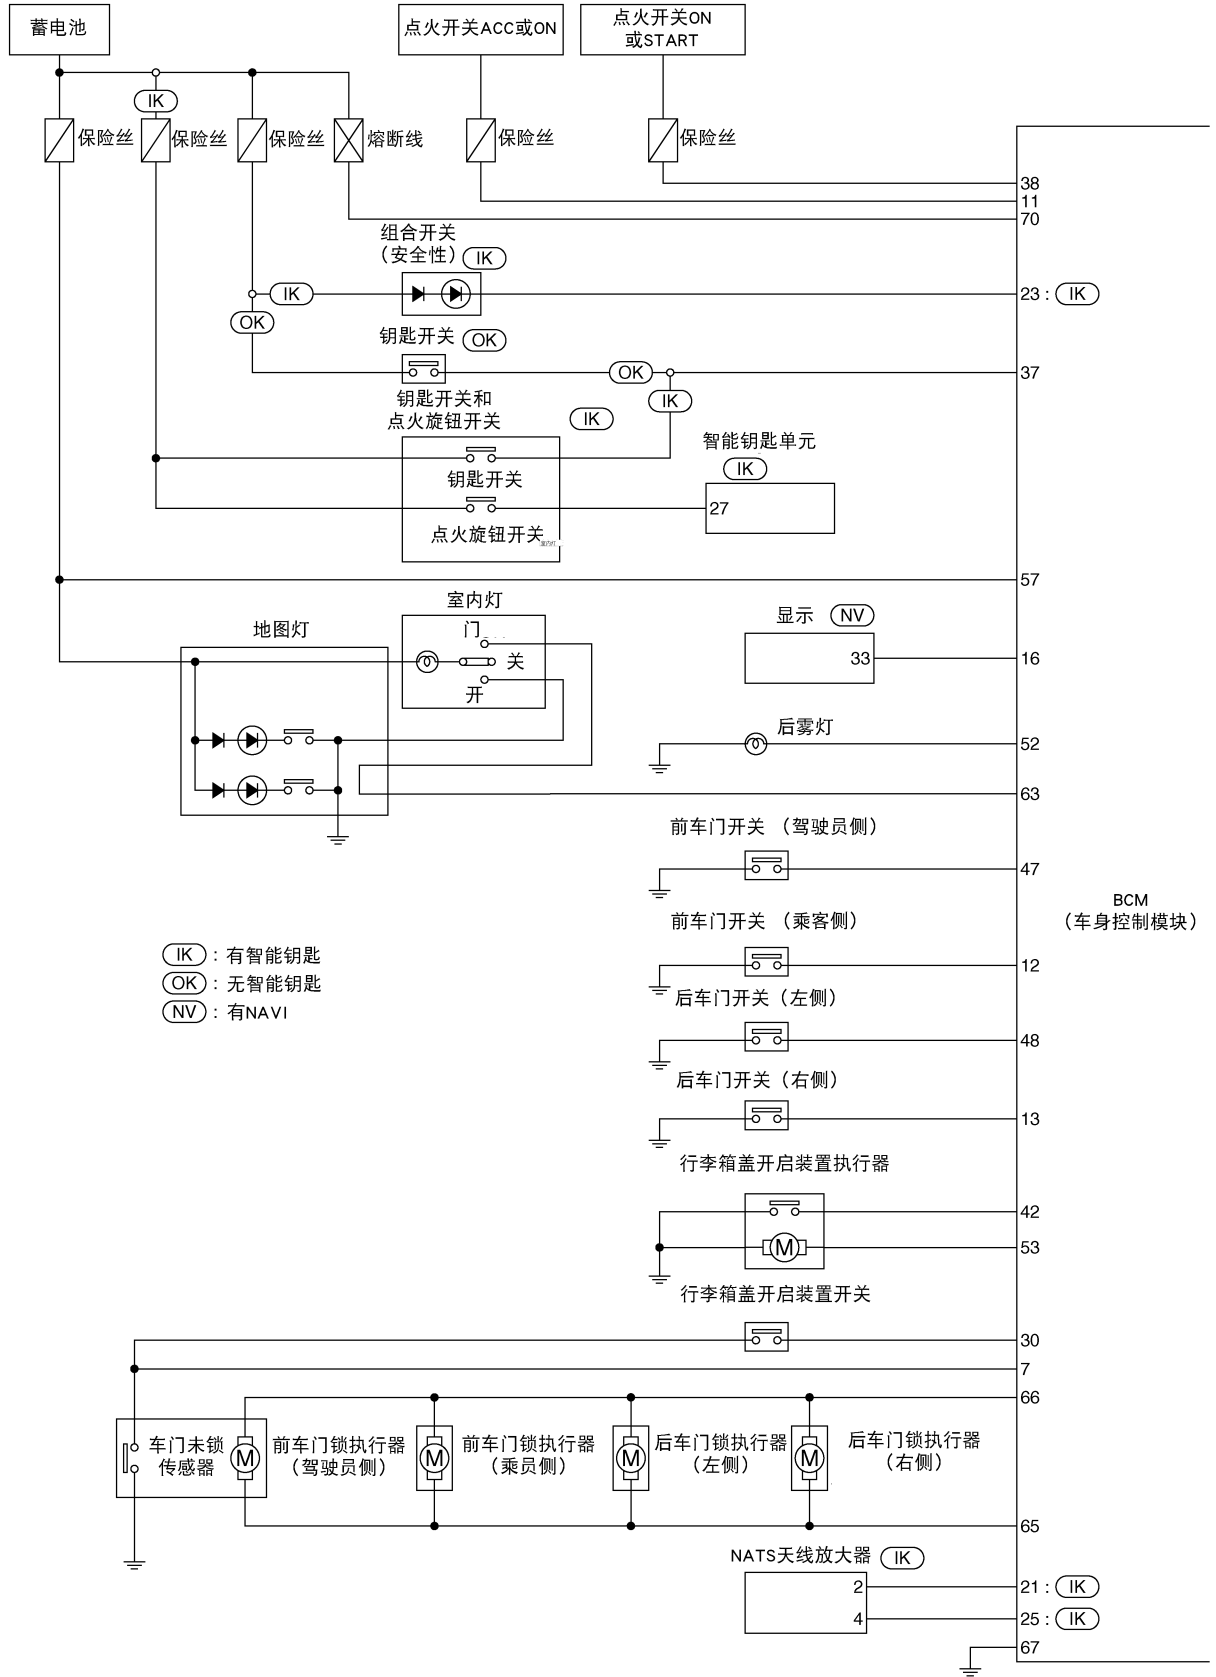 蓄电池
点火开关ACC或ON
点火开关ON
或START
IK
保险丝
保险丝
保险丝
熔断线
保险丝
保险丝
38
11
70
组合开关
（安全性）
IK
IK
23：IK
OK
钥匙开关 OK
OK
37
IK
钥匙开关和
点火旋钮开关
IK
智能钥匙单元
IK
钥匙开关
27
点火旋钮开关
室内灯
57
室内灯
地图灯
门
关
开
显示 NV
33
16
后雾灯
52
63
前车门开关 （驾驶员侧）
47
BCM
（车身控制模块）
前车门开关 （乘客侧）
12
IK：有智能钥匙
OK：无智能钥匙
NV：有NAVI
后车门开关（左侧）
48
后车门开关（右侧）
13
行李箱盖开启装置执行器
42
M
53
行李箱盖开启装置开关
30
7
66
车门未锁
传感器
M
前车门锁执行器
（驾驶员侧）
M
前车门锁执行器
（乘员侧）
M
后车门锁执行器
（左侧）
M
后车门锁执行器
（右侧）
65
NATS天线放大器 IK
2
21：IK
4
25：IK
67